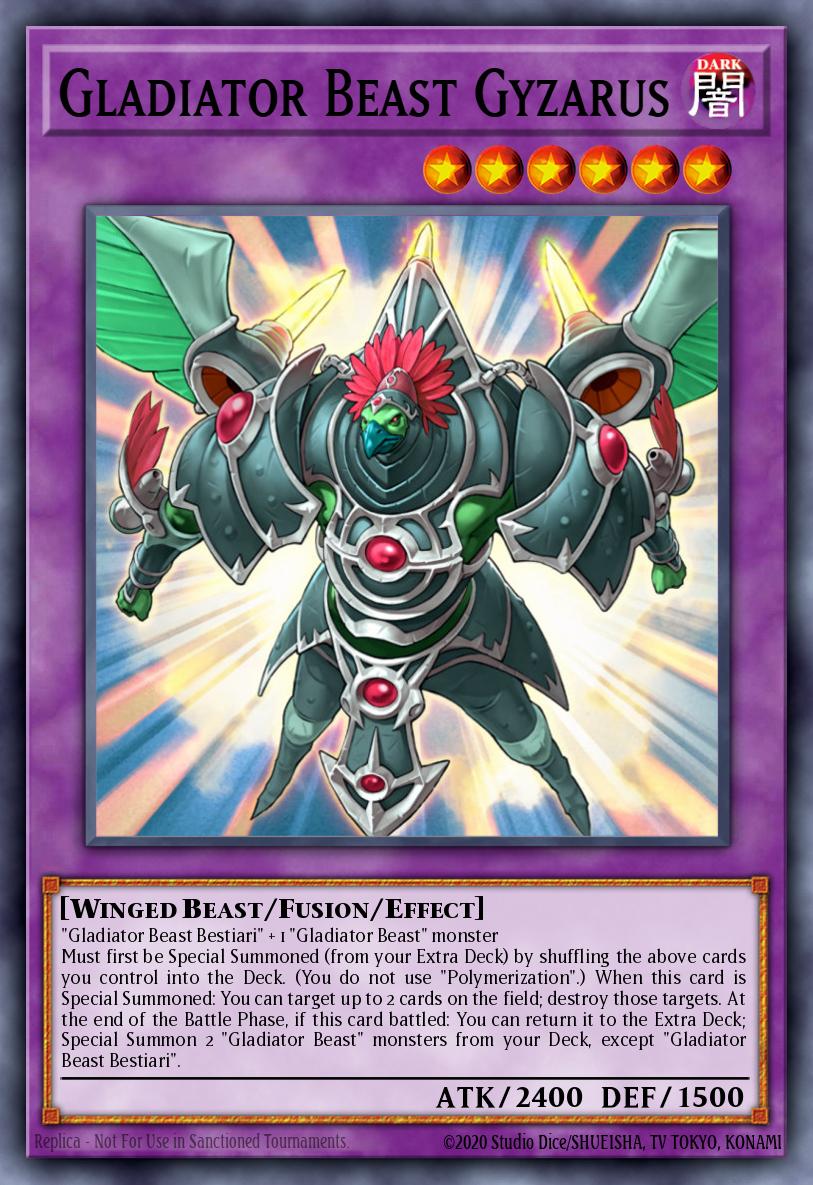 Gladiator Beast Gyzarus
DARK
闇
[Winged Beast/Fusion/Effect]
"Gladiator Beast Bestiari" + 1 "Gladiator Beast" monster
Must first be Special Summoned (from your Extra Deck) by shuffling the above cards
you control into the Deck. (You do not use "Polymerization".) When this card is
Special Summoned: You can target up to 2 cards on the field; destroy those targets. At
the end of the Battle Phase, if this card battled: You can return it to the Extra Deck;
Special Summon 2 "Gladiator Beast" monsters from your Deck, except "Gladiator
Beast Bestiari".
ATK/2400 DEF/1500
Replica - Not For Use in Sanctioned Tournaments.
©2020 Studio Dice/SHUEISHA, TV TOKYO, KONAMI